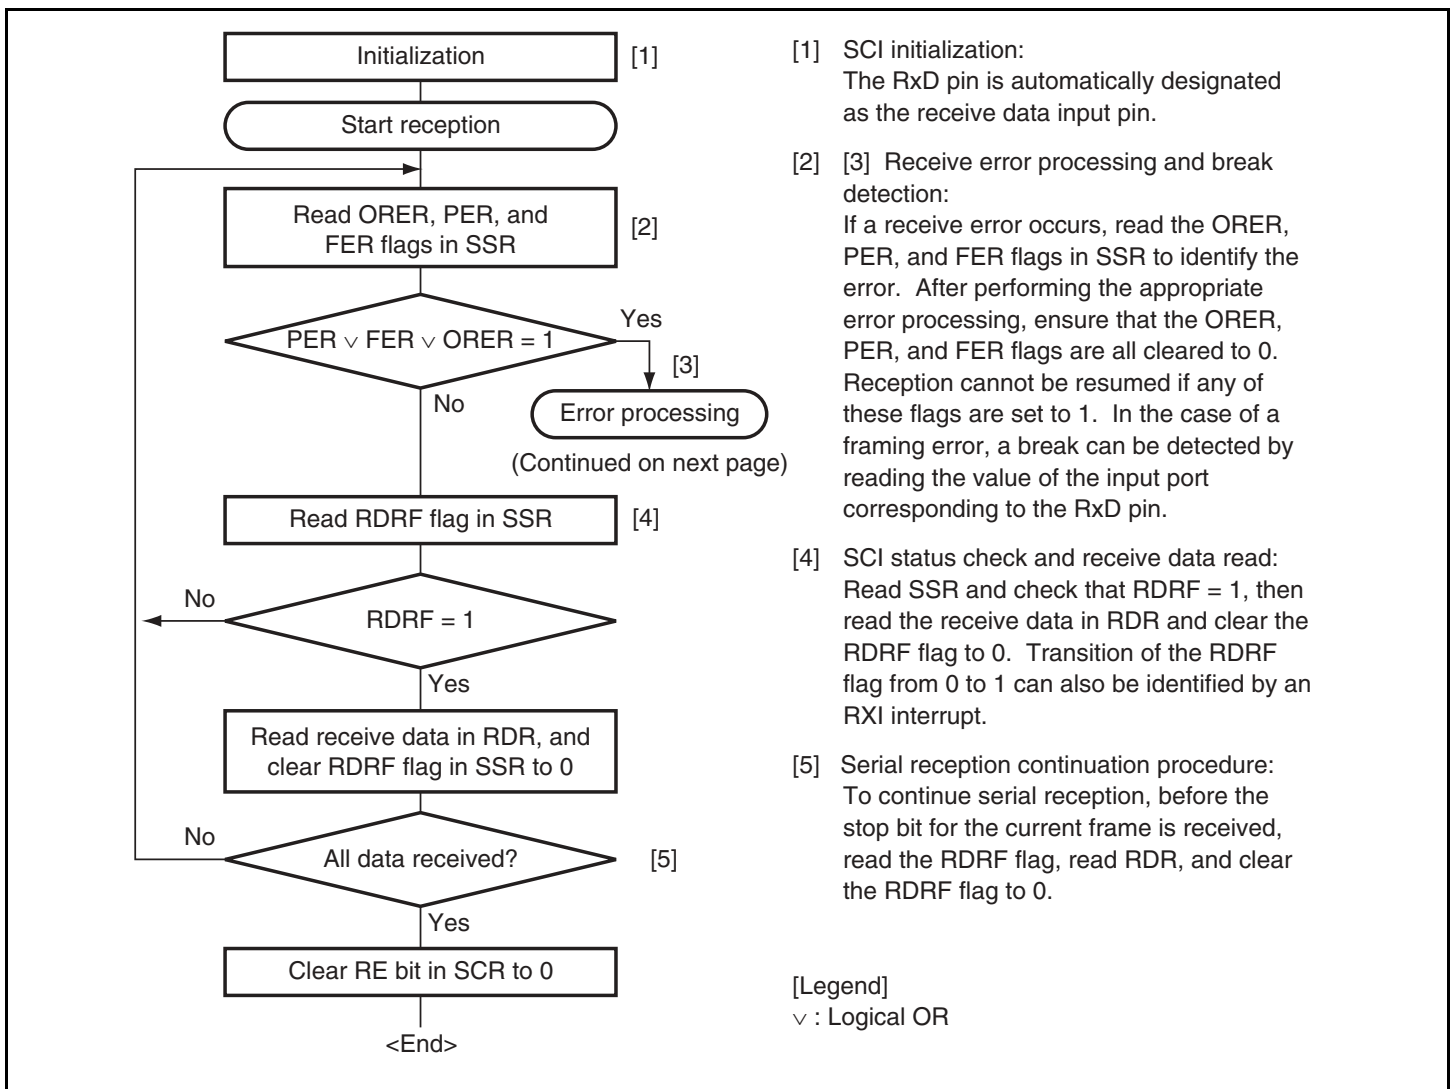 Initialization
[1]
Start reception
Read ORER, PER, and
FER flags in SSR
[2]
PER ∨ FER ∨ ORER = 1
Yes
[3]
No
Error processing
(Continued on next page)
Read RDRF flag in SSR
[4]
No
RDRF = 1
Yes
Read receive data in RDR, and
clear RDRF flag in SSR to 0
No
All data received?
[5]
Yes
Clear RE bit in SCR to 0
<End>
[1] SCI initialization:
The RxD pin is automatically designated
as the receive data input pin.
[2] [3] Receive error processing and break
detection:
If a receive error occurs, read the ORER,
PER, and FER flags in SSR to identify the
error. After performing the appropriate
error processing, ensure that the ORER,
PER, and FER flags are all cleared to 0.
Reception cannot be resumed if any of
these flags are set to 1. In the case of a
framing error, a break can be detected by
reading the value of the input port
corresponding to the RxD pin.
[4] SCI status check and receive data read:
Read SSR and check that RDRF = 1, then
read the receive data in RDR and clear the
RDRF flag to 0. Transition of the RDRF
flag from 0 to 1 can also be identified by an
RXI interrupt.
[5] Serial reception continuation procedure:
To continue serial reception, before the
stop bit for the current frame is received,
read the RDRF flag, read RDR, and clear
the RDRF flag to 0.
[Legend]
∨ : Logical OR